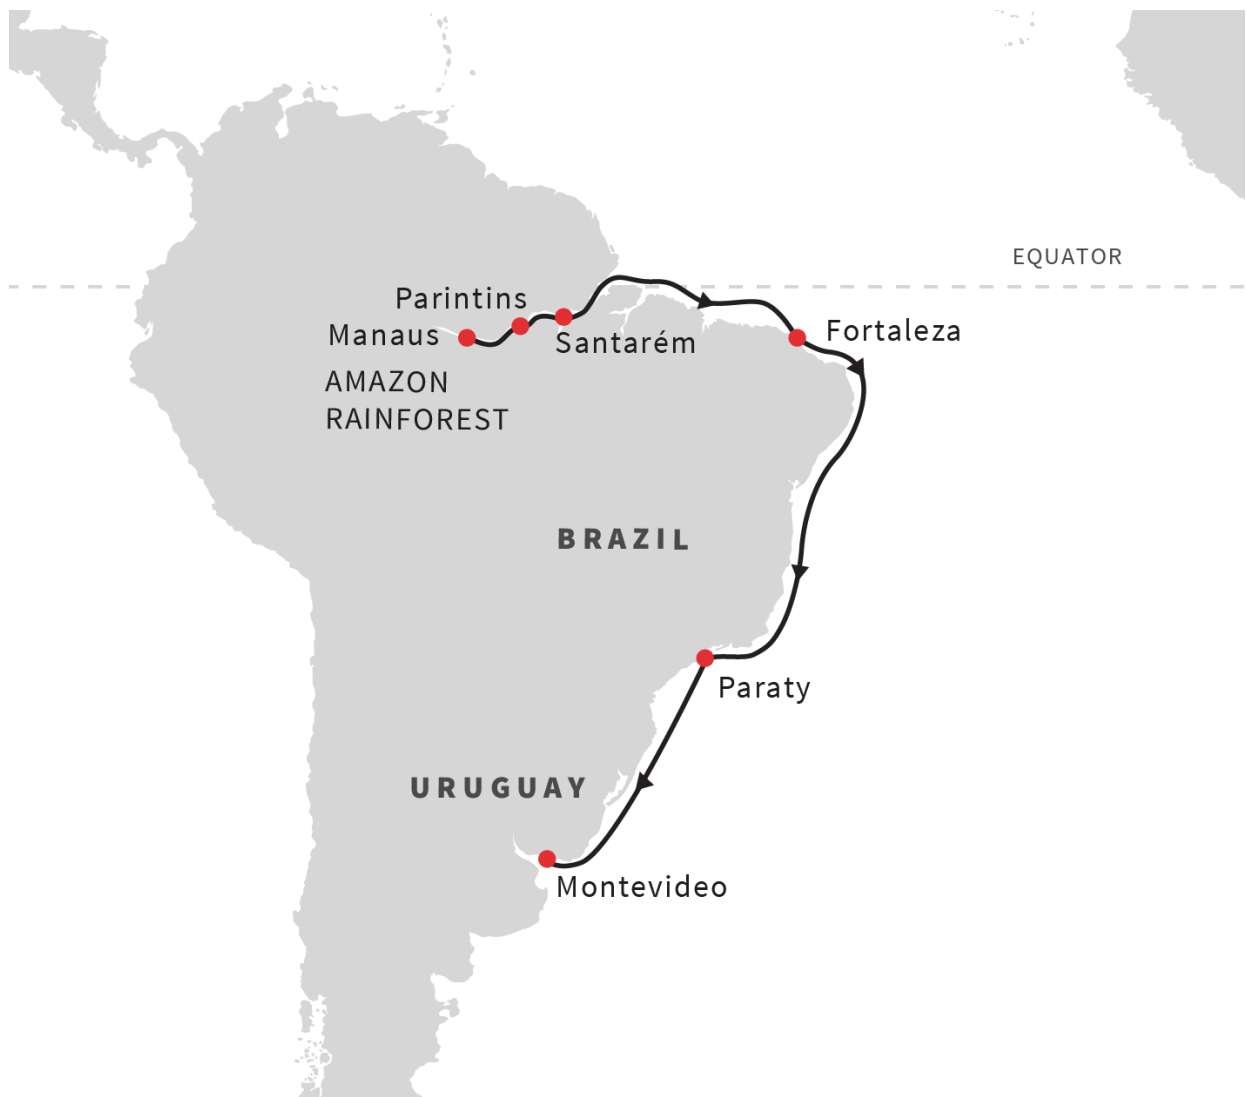 EQUATOR
Parintins
Manaus
Santarém
Fortaleza
AMAZON
RAINFOREST
BRAZIL
Paraty
URUGUAY
Montevideo